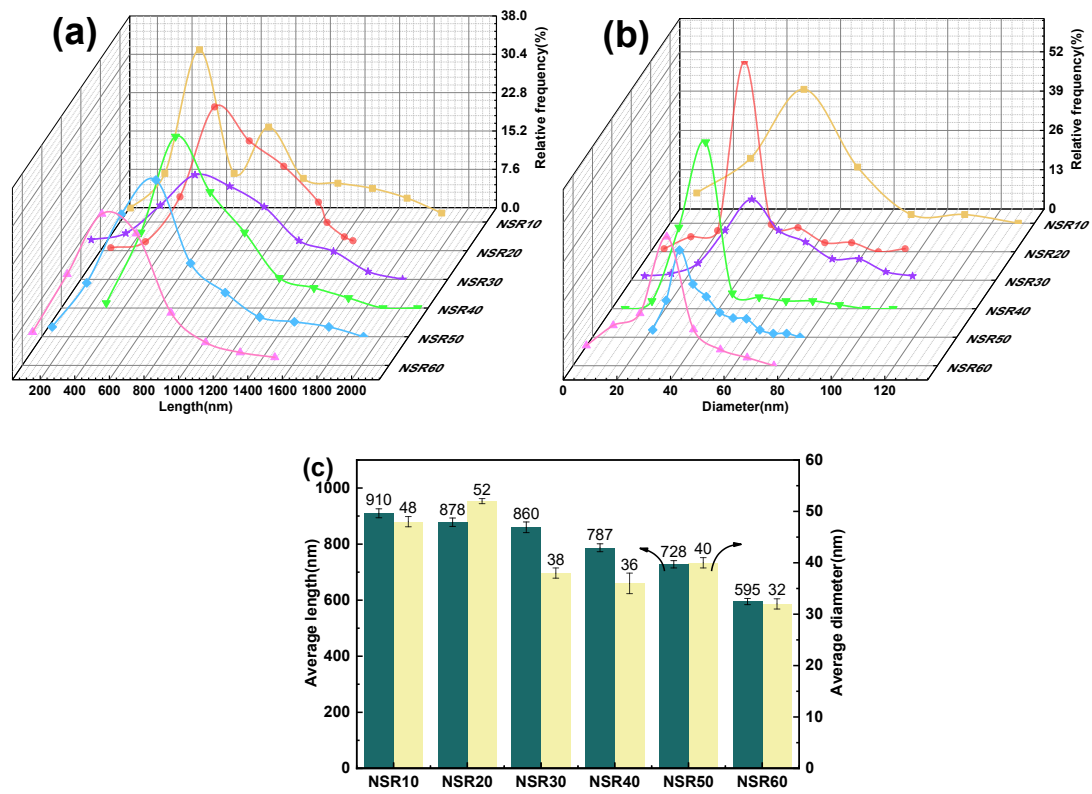 (a)
38.0
30.4
22.8
15.2
7.6
0.0
Relative frequency(%)
NSR10
NSR20
NSR30
NSR40
NSR50
NSR60
200 400 600 800 1000 1200 1400 1600 1800 2000
Length(nm)
(b)
52
39
26
13
0
Relative frequency(%)
NSR10
NSR20
NSR30
NSR40
NSR50
NSR60
0 20 40 60 80 100 120
Diameter(nm)
(c)
1000
800
600
400
200
0
Average length(nm)
910 48 878 52 860 38 787 36 728 40 595 32
60
50
40
30
20
10
0
Average diameter(nm)
NSR10 NSR20 NSR30 NSR40 NSR50 NSR60